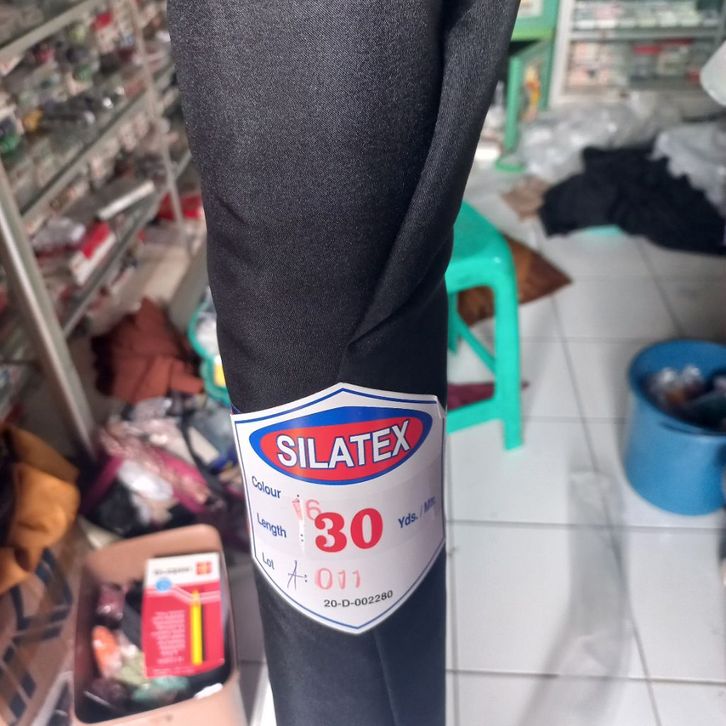 SILATEX
Colour : 16
Length : 30 Yds. / Mtr.
Lot A: 011
20-D-002280